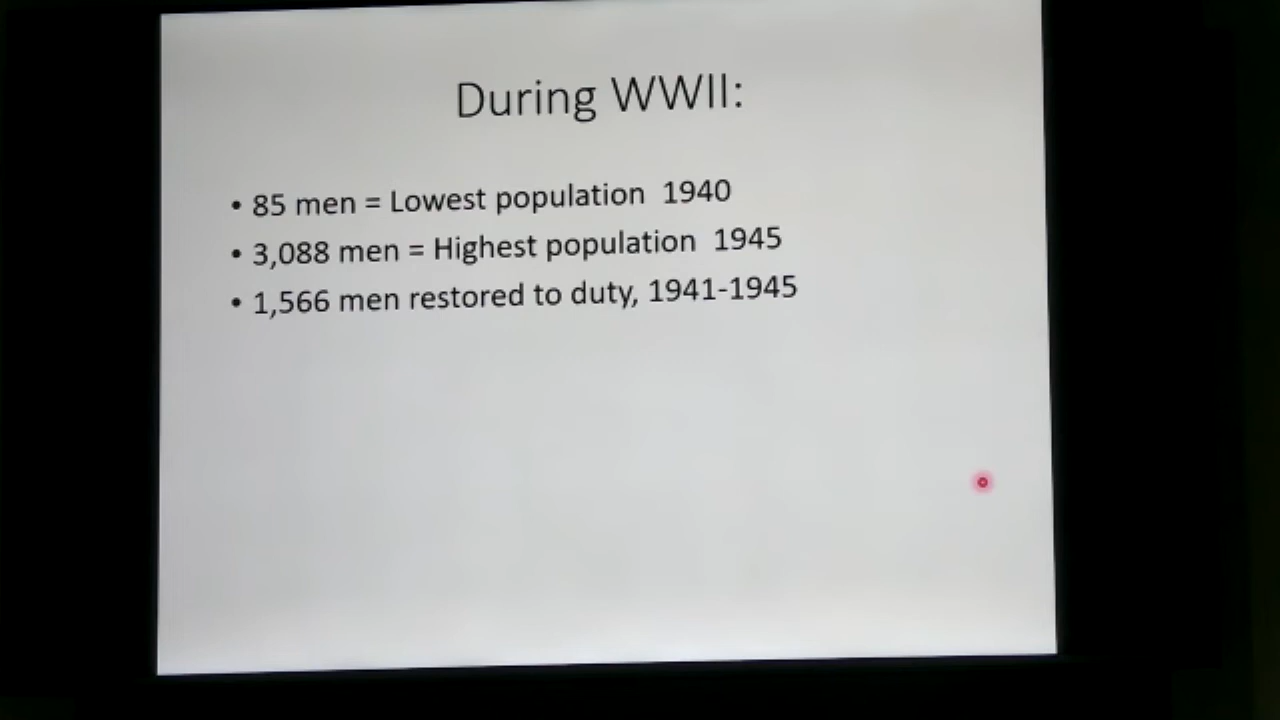 During WWII:
• 85 men = Lowest population 1940
• 3,088 men = Highest population 1945
• 1,566 men restored to duty, 1941-1945